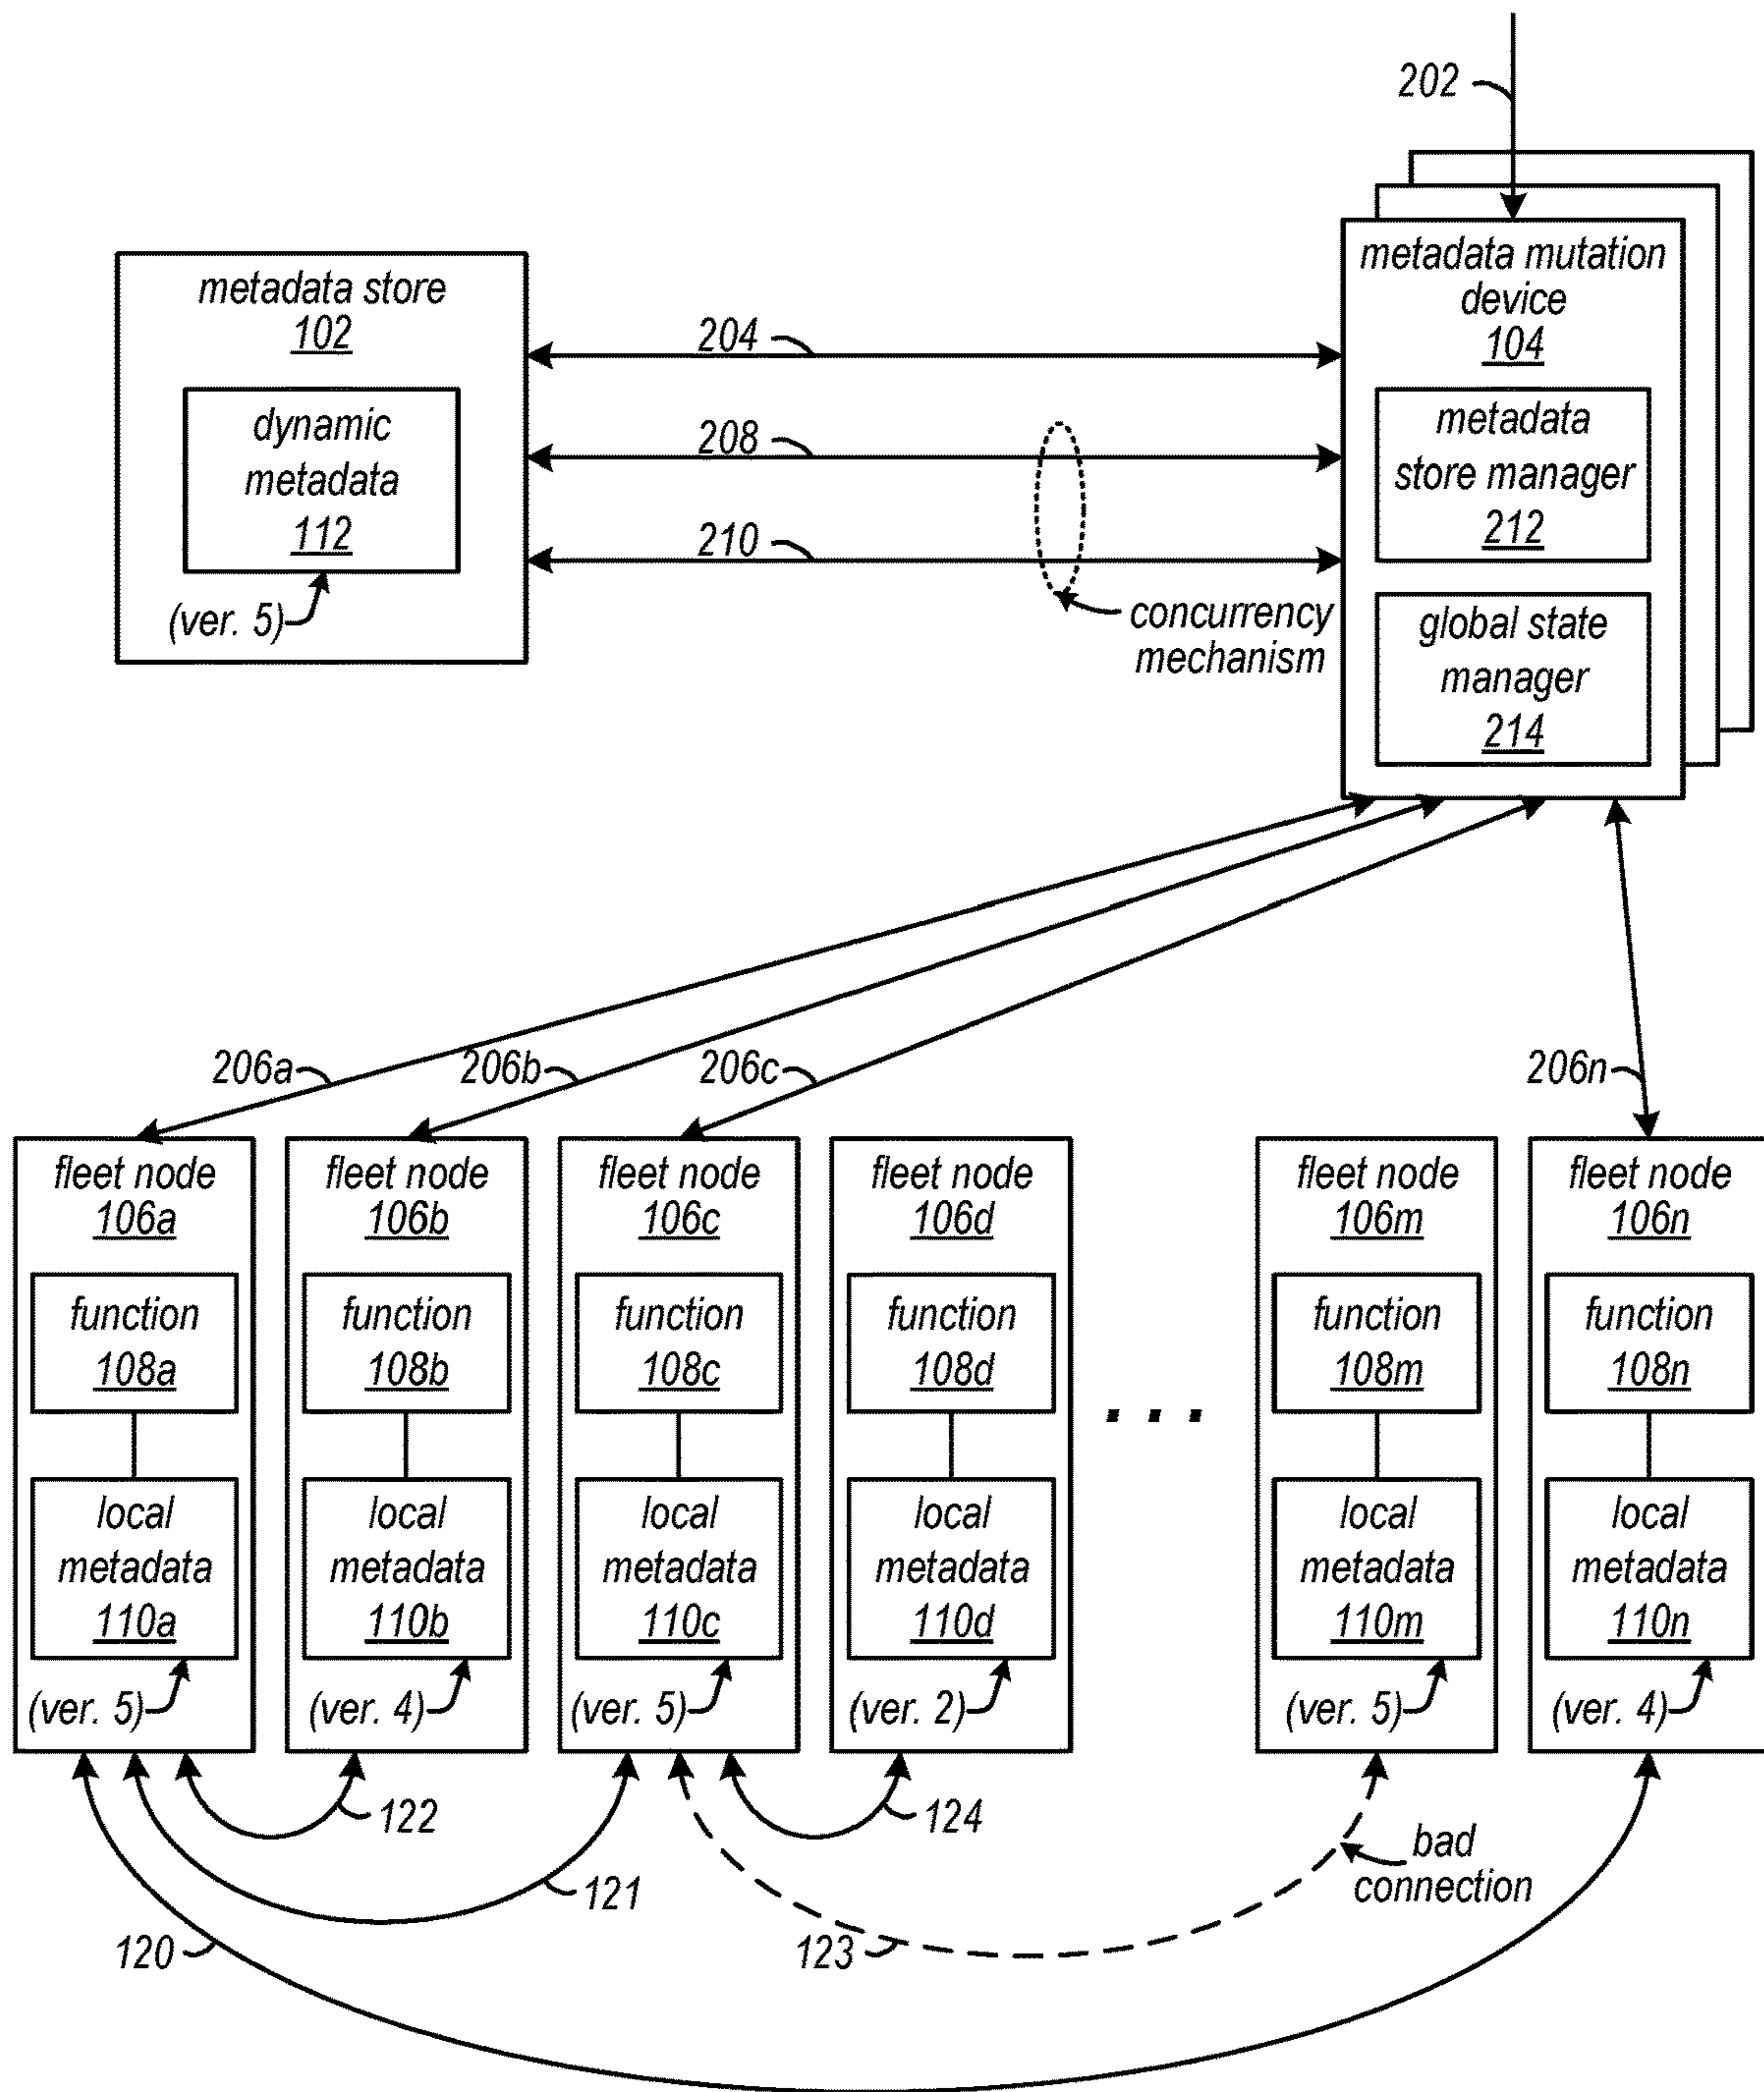 202
metadata store
102
dynamic
metadata
112
(ver. 5)
204
208
210
concurrency
mechanism
metadata mutation
device
104
metadata
store manager
212
global state
manager
214
206a
206b
206c
206n
fleet node
106a
function
108a
local
metadata
110a
(ver. 5)
fleet node
106b
function
108b
local
metadata
110b
(ver. 4)
fleet node
106c
function
108c
local
metadata
110c
(ver. 5)
fleet node
106d
function
108d
local
metadata
110d
(ver. 2)
. . .
fleet node
106m
function
108m
local
metadata
110m
(ver. 5)
fleet node
106n
function
108n
local
metadata
110n
(ver. 4)
122
124
121
bad
connection
120
123